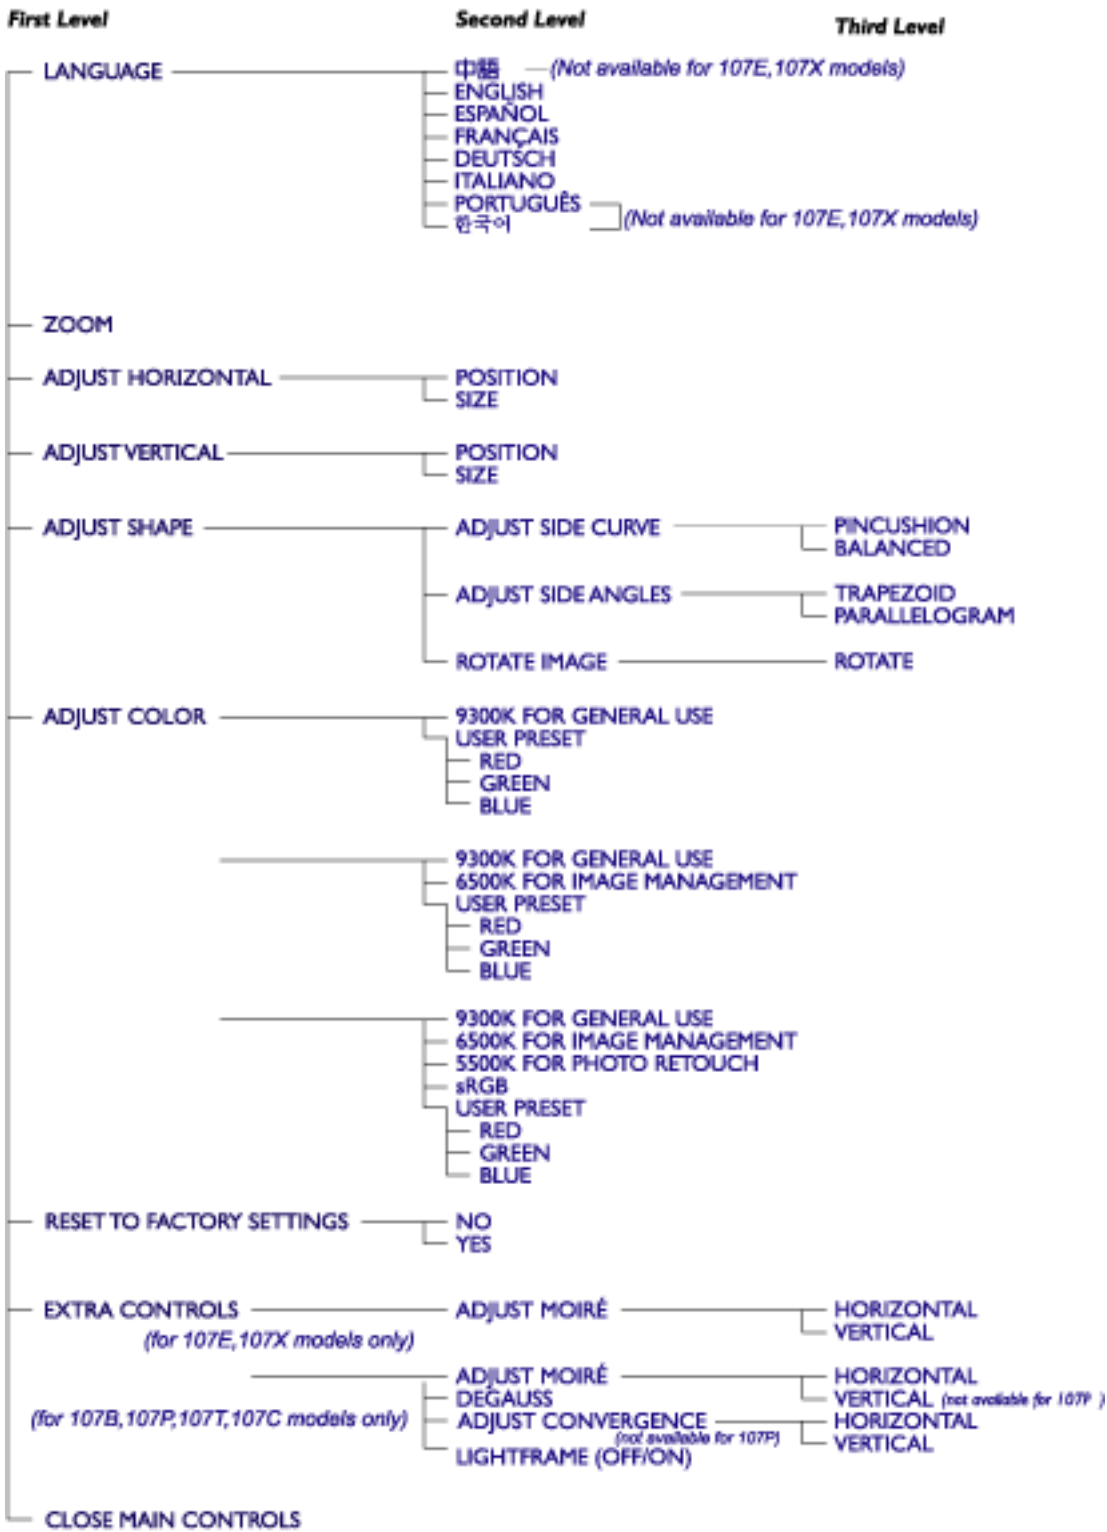 First Level Second Level Third Level
LANGUAGE 中語 (Not available for 107E,107X models)
ENGLISH
ESPAÑOL
FRANÇAIS
DEUTSCH
ITALIANO
PORTUGUÊS
한국어 (Not available for 107E,107X models)
ZOOM
ADJUST HORIZONTAL POSITION
SIZE
ADJUST VERTICAL POSITION
SIZE
ADJUST SHAPE ADJUST SIDE CURVE PINCUSHION
BALANCED
ADJUST SIDE ANGLES TRAPEZOID
PARALLELOGRAM
ROTATE IMAGE ROTATE
ADJUST COLOR 9300K FOR GENERAL USE
USER PRESET
RED
GREEN
BLUE
9300K FOR GENERAL USE
6500K FOR IMAGE MANAGEMENT
USER PRESET
RED
GREEN
BLUE
9300K FOR GENERAL USE
6500K FOR IMAGE MANAGEMENT
5500K FOR PHOTO RETOUCH
sRGB
USER PRESET
RED
GREEN
BLUE
RESET TO FACTORY SETTINGS NO
YES
EXTRA CONTROLS ADJUST MOIRÉ HORIZONTAL
(for 107E,107X models only) VERTICAL
ADJUST MOIRÉ HORIZONTAL
DEGAUSS VERTICAL (not available for 107P )
(for 107B,107P,107T,107C models only) ADJUST CONVERGENCE HORIZONTAL
(not available for 107P) VERTICAL
LIGHTFRAME (OFF/ON)
CLOSE MAIN CONTROLS